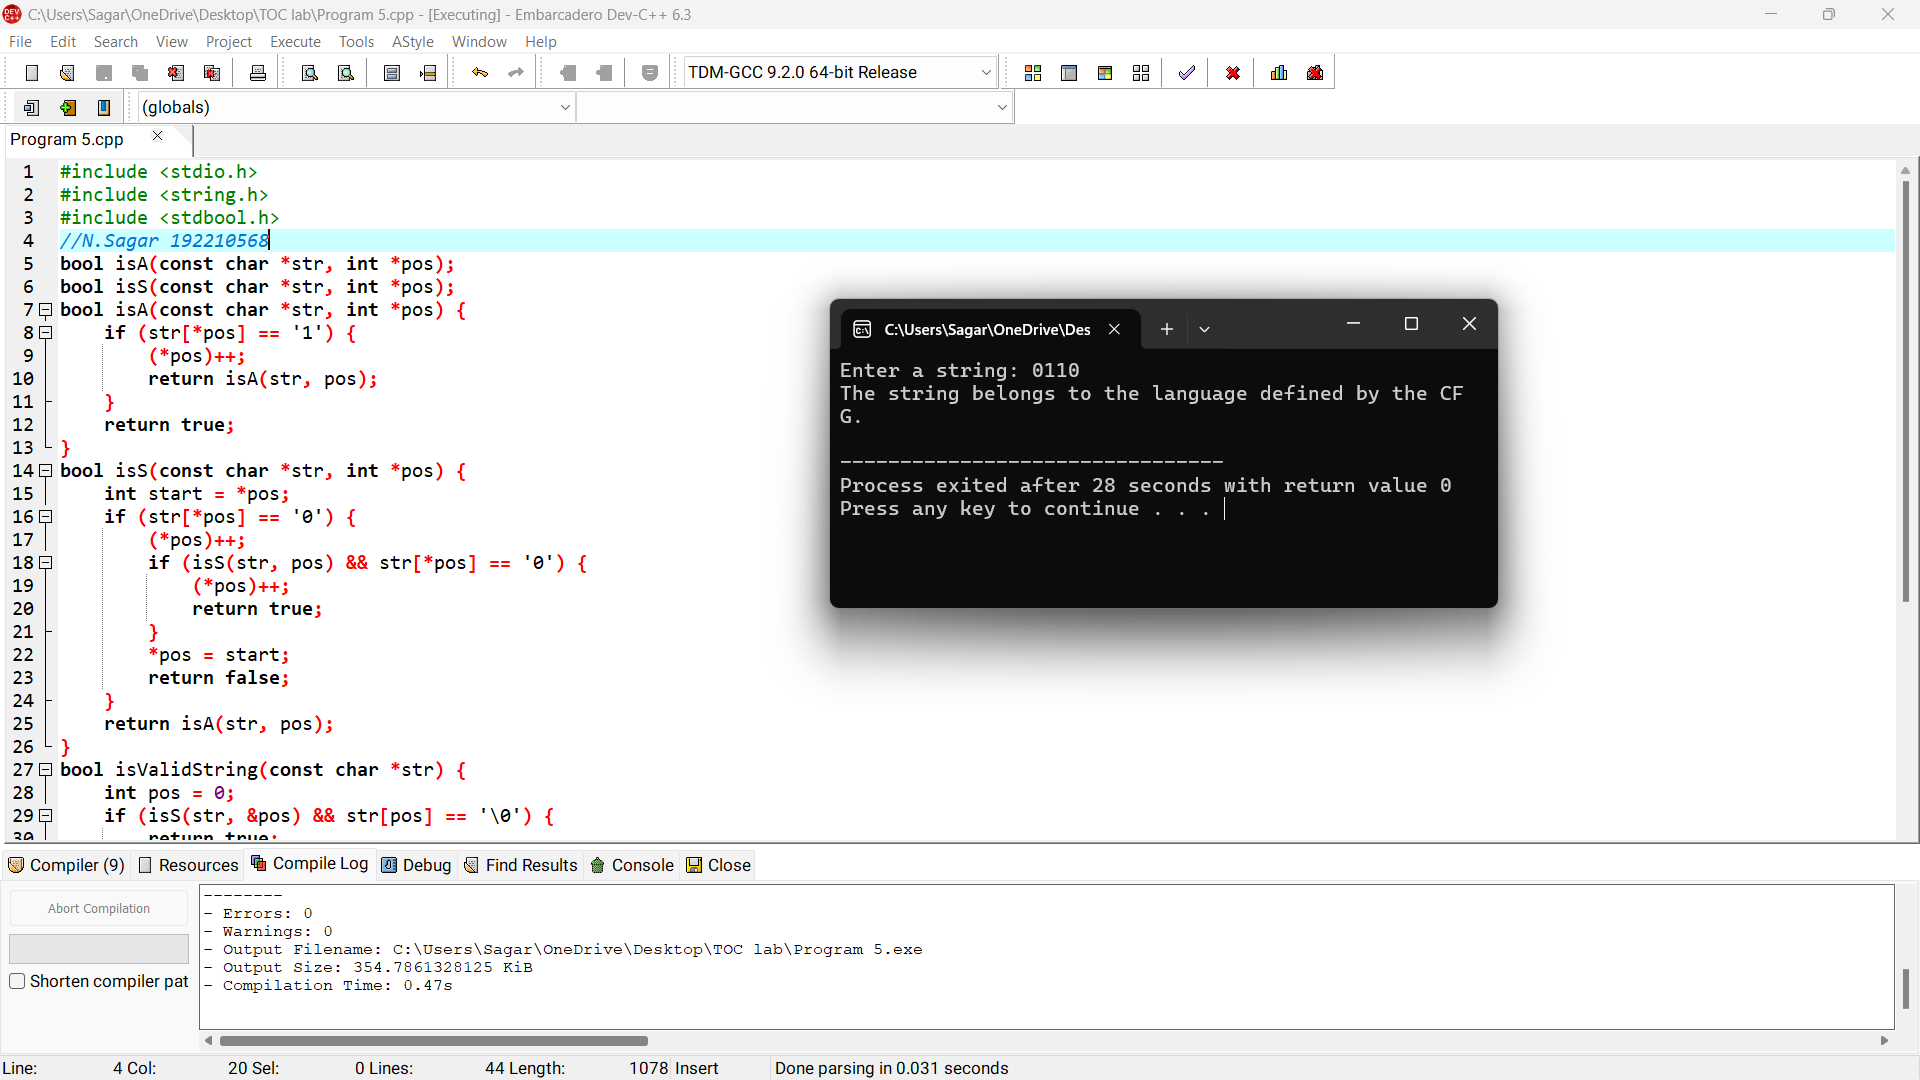 C:\Users\Sagar\OneDrive\Desktop\TOC lab\Program 5.cpp - [Executing] - Embarcadero Dev-C++ 6.3
File Edit Search View Project Execute Tools AStyle Window Help
TDM-GCC 9.2.0 64-bit Release
(globals)
Program 5.cpp
1 #include <stdio.h>
2 #include <string.h>
3 #include <stdbool.h>
4 //N.Sagar 192210568
5 bool isA(const char *str, int *pos);
6 bool isS(const char *str, int *pos);
7 bool isA(const char *str, int *pos) {
8 if (str[*pos] == '1') {
9 (*pos)++;
10 return isA(str, pos);
11 }
12 return true;
13 }
14 bool isS(const char *str, int *pos) {
15 int start = *pos;
16 if (str[*pos] == '0') {
17 (*pos)++;
18 if (isS(str, pos) && str[*pos] == '0') {
19 (*pos)++;
20 return true;
21 }
22 *pos = start;
23 return false;
24 }
25 return isA(str, pos);
26 }
27 bool isValidString(const char *str) {
28 int pos = 0;
29 if (isS(str, &pos) && str[pos] == '\0') {
30 return true;
C:\Users\Sagar\OneDrive\Des
Enter a string: 0110
The string belongs to the language defined by the CF
G.
--------------------------------
Process exited after 28 seconds with return value 0
Press any key to continue . . .
Compiler (9) Resources Compile Log Debug Find Results Console Close
Abort Compilation
Shorten compiler pat
--------
- Errors: 0
- Warnings: 0
- Output Filename: C:\Users\Sagar\OneDrive\Desktop\TOC lab\Program 5.exe
- Output Size: 354.7861328125 KiB
- Compilation Time: 0.47s
Line: 4 Col: 20 Sel: 0 Lines: 44 Length: 1078 Insert Done parsing in 0.031 seconds